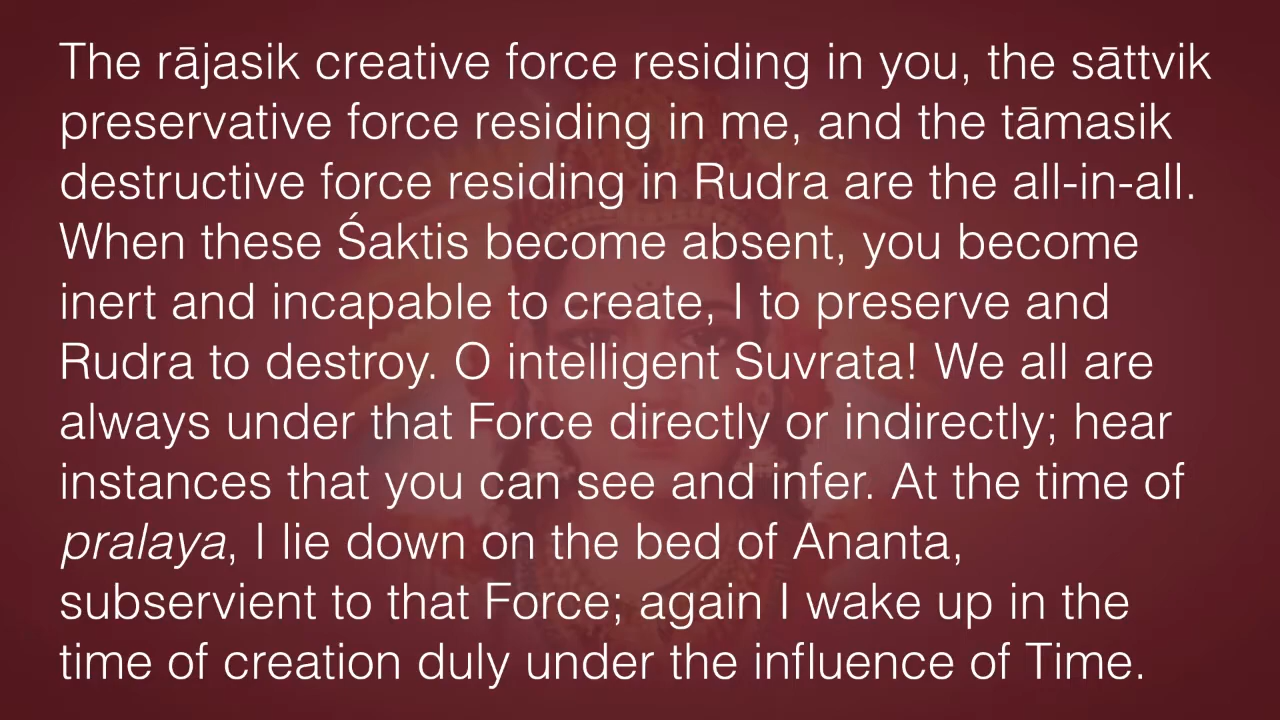 The rājasik creative force residing in you, the sāttvik
preservative force residing in me, and the tāmasik
destructive force residing in Rudra are the all-in-all.
When these Śaktis become absent, you become
inert and incapable to create, I to preserve and
Rudra to destroy. O intelligent Suvrata! We all are
always under that Force directly or indirectly; hear
instances that you can see and infer. At the time of
pralaya, I lie down on the bed of Ananta,
subservient to that Force; again I wake up in the
time of creation duly under the influence of Time.